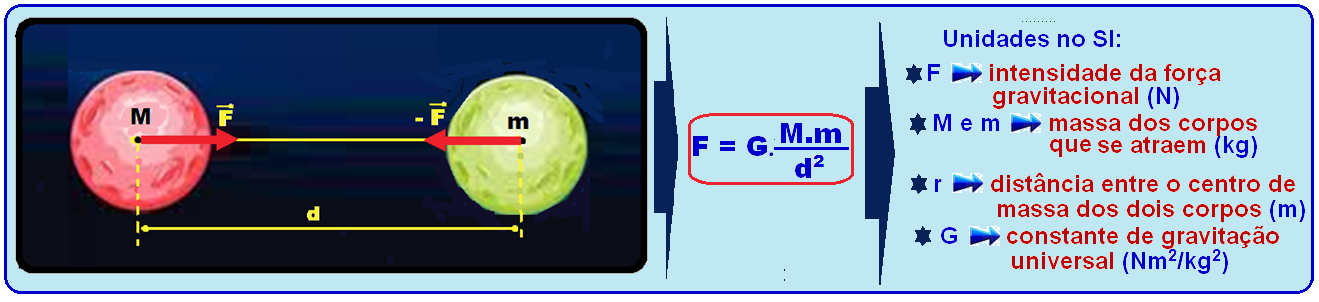 M
F
- F
m
d
F = G.M.m
d²
Unidades no SI:
F intensidade da força
gravitacional (N)
M e m massa dos corpos
que se atraem (kg)
r distância entre o centro de
massa dos dois corpos (m)
G constante de gravitação
universal (Nm²/kg²)